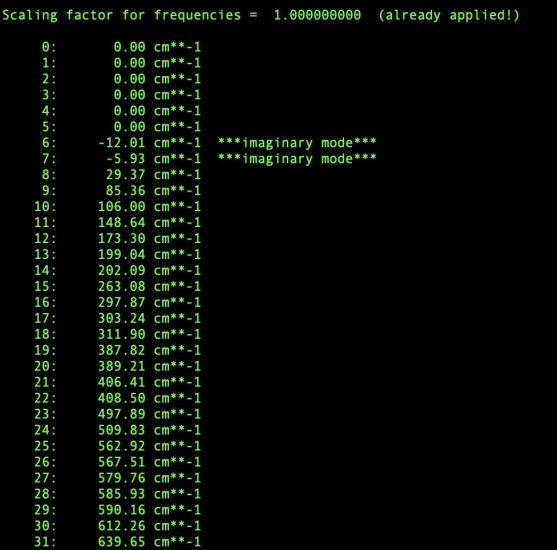 Scaling factor for frequencies =  1.000000000  (already applied!)
0:         0.00 cm**-1
1:         0.00 cm**-1
2:         0.00 cm**-1
3:         0.00 cm**-1
4:         0.00 cm**-1
5:         0.00 cm**-1
6:       -12.01 cm**-1  ***imaginary mode***
7:        -5.93 cm**-1  ***imaginary mode***
8:        29.37 cm**-1
9:        85.36 cm**-1
10:       106.00 cm**-1
11:       148.64 cm**-1
12:       173.30 cm**-1
13:       199.04 cm**-1
14:       202.09 cm**-1
15:       263.08 cm**-1
16:       297.87 cm**-1
17:       303.24 cm**-1
18:       311.90 cm**-1
19:       387.82 cm**-1
20:       389.21 cm**-1
21:       406.41 cm**-1
22:       408.50 cm**-1
23:       497.89 cm**-1
24:       509.83 cm**-1
25:       562.92 cm**-1
26:       567.51 cm**-1
27:       579.76 cm**-1
28:       585.93 cm**-1
29:       590.16 cm**-1
30:       612.26 cm**-1
31:       639.65 cm**-1